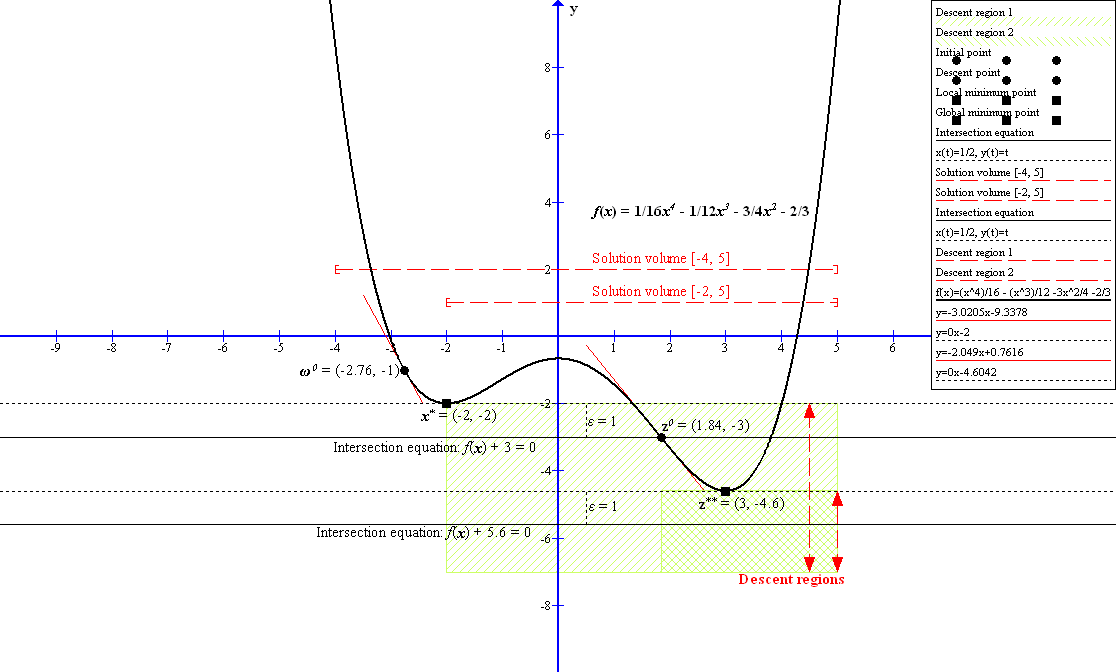 y
8
6
4
f(x) = 1/16x⁴ - 1/12x³ - 3/4x² - 2/3
Solution volume [-4, 5]
2
Solution volume [-2, 5]
-9 -8 -7 -6 -5 -4 -3 -2 -1 1 2 3 4 5 6
ω⁰ = (-2.76, -1)
-2
x* = (-2, -2)
ε = 1
z⁰ = (1.84, -3)
Intersection equation: f(x) + 3 = 0
-4
z** = (3, -4.6)
ε = 1
Intersection equation: f(x) + 5.6 = 0
-6
Descent regions
-8
Descent region 1
Descent region 2
Initial point
Descent point
Local minimum point
Global minimum point
Intersection equation
x(t)=1/2, y(t)=t
Solution volume [-4, 5]
Solution volume [-2, 5]
Intersection equation
x(t)=1/2, y(t)=t
Descent region 1
Descent region 2
f(x)=(x^4)/16 - (x^3)/12 -3x^2/4 -2/3
y=-3.0205x-9.3378
y=0x-2
y=-2.049x+0.7616
y=0x-4.6042